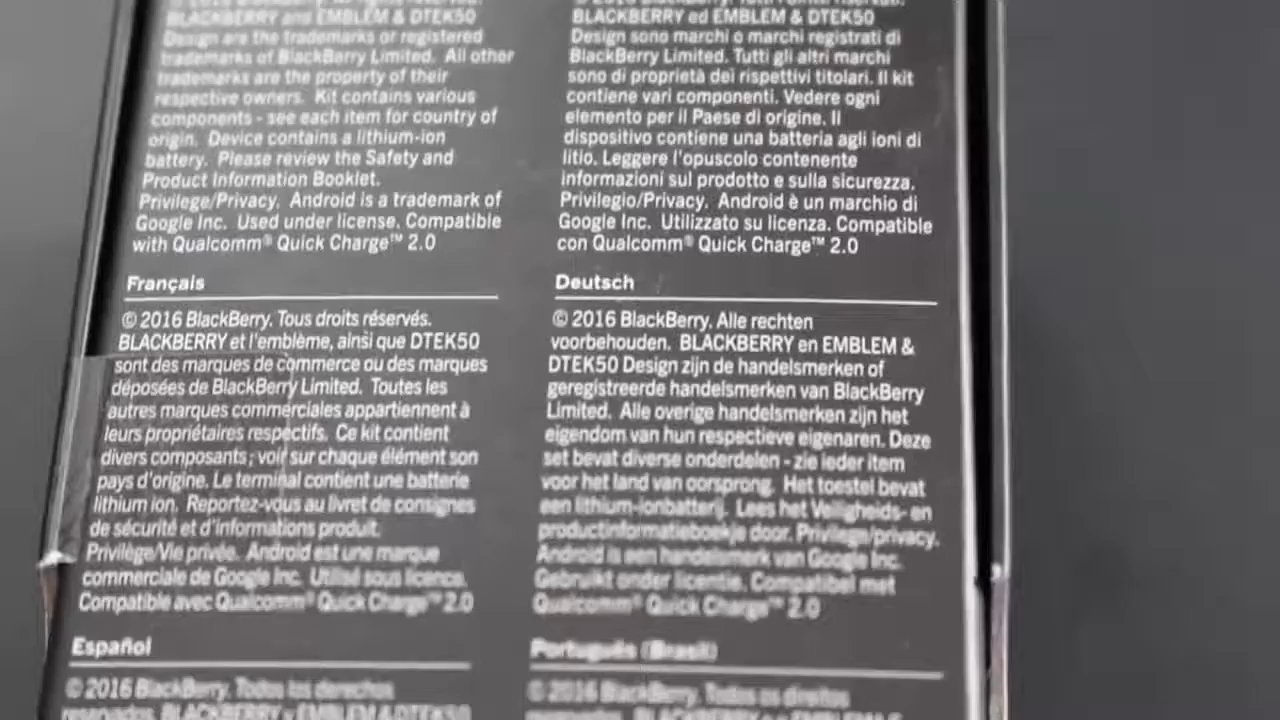 BLACKBERRY and EMBLEM & DTEK50
Design are the trademarks or registered
trademarks of BlackBerry Limited. All other
trademarks are the property of their
respective owners. Kit contains various
components - see each item for country of
origin. Device contains a lithium-ion
battery. Please review the Safety and
Product Information Booklet.
Privilege/Privacy. Android is a trademark of
Google Inc. Used under license. Compatible
with Qualcomm® Quick Charge™ 2.0
Français
© 2016 BlackBerry. Tous droits réservés.
BLACKBERRY et l'emblème, ainsi que DTEK50
sont des marques de commerce ou des marques
déposées de BlackBerry Limited. Toutes les
autres marques commerciales appartiennent à
leurs propriétaires respectifs. Ce kit contient
divers composants ; voir sur chaque élément son
pays d'origine. Le terminal contient une batterie
lithium ion. Reportez-vous au livret de consignes
de sécurité et d'informations produit.
Privilège/Vie privée. Android est une marque
commerciale de Google Inc. Utilisé sous licence.
Compatible avec Qualcomm® Quick Charge™ 2.0
Español
© 2016 BlackBerry. Todos los derechos
reservados. BLACKBERRY y EMBLEM & DTEK50
BLACKBERRY ed EMBLEM & DTEK50
Design sono marchi o marchi registrati di
BlackBerry Limited. Tutti gli altri marchi
sono di proprietà dei rispettivi titolari. Il kit
contiene vari componenti. Vedere ogni
elemento per il Paese di origine. Il
dispositivo contiene una batteria agli ioni di
litio. Leggere l'opuscolo contenente
informazioni sul prodotto e sulla sicurezza.
Privilegio/Privacy. Android è un marchio di
Google Inc. Utilizzato su licenza. Compatible
con Qualcomm® Quick Charge™ 2.0
Deutsch
© 2016 BlackBerry. Alle rechten
voorbehouden. BLACKBERRY en EMBLEM &
DTEK50 Design zijn de handelsmerken of
geregistreerde handelsmerken van BlackBerry
Limited. Alle overige handelsmerken zijn het
eigendom van hun respectieve eigenaren. Deze
set bevat diverse onderdelen - zie ieder item
voor het land van oorsprong. Het toestel bevat
een lithium-ionbatterij. Lees het Veiligheids- en
productinformatieboekje door. Privilege/privacy.
Android is een handelsmerk van Google Inc.
Gebruikt onder licentie. Compatibel met
Qualcomm® Quick Charge™ 2.0
Português (Brasil)
© 2016 BlackBerry. Todos os direitos